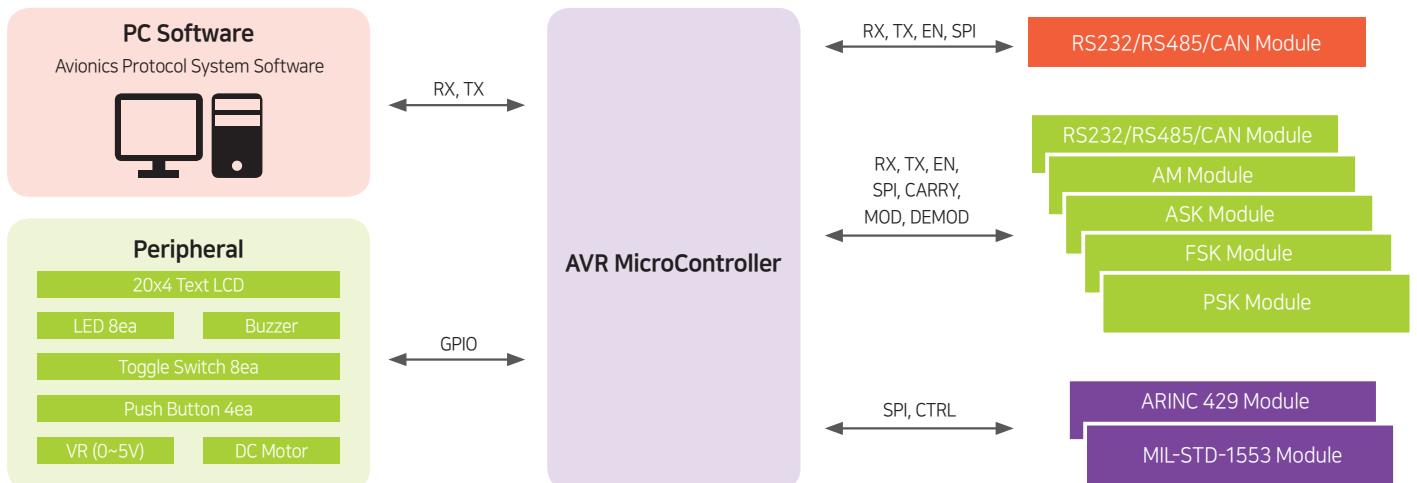 PC Software
Avionics Protocol System Software
RX, TX
Peripheral
20x4 Text LCD
LED 8ea
Buzzer
Toggle Switch 8ea
Push Button 4ea
VR (0~5V)
DC Motor
GPIO
AVR MicroController
RX, TX, EN, SPI
RS232/RS485/CAN Module
RX, TX, EN,
SPI, CARRY,
MOD, DEMOD
RS232/RS485/CAN Module
AM Module
ASK Module
FSK Module
PSK Module
SPI, CTRL
ARINC 429 Module
MIL-STD-1553 Module